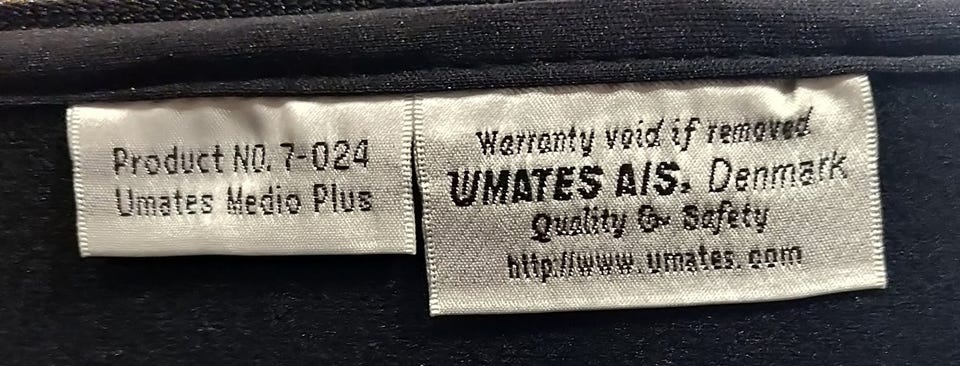 Product NO. 7-024
Umates Medio Plus
Warranty void if removed
UMATES A/S. Denmark
Quality & Safety
http://www.umates.com